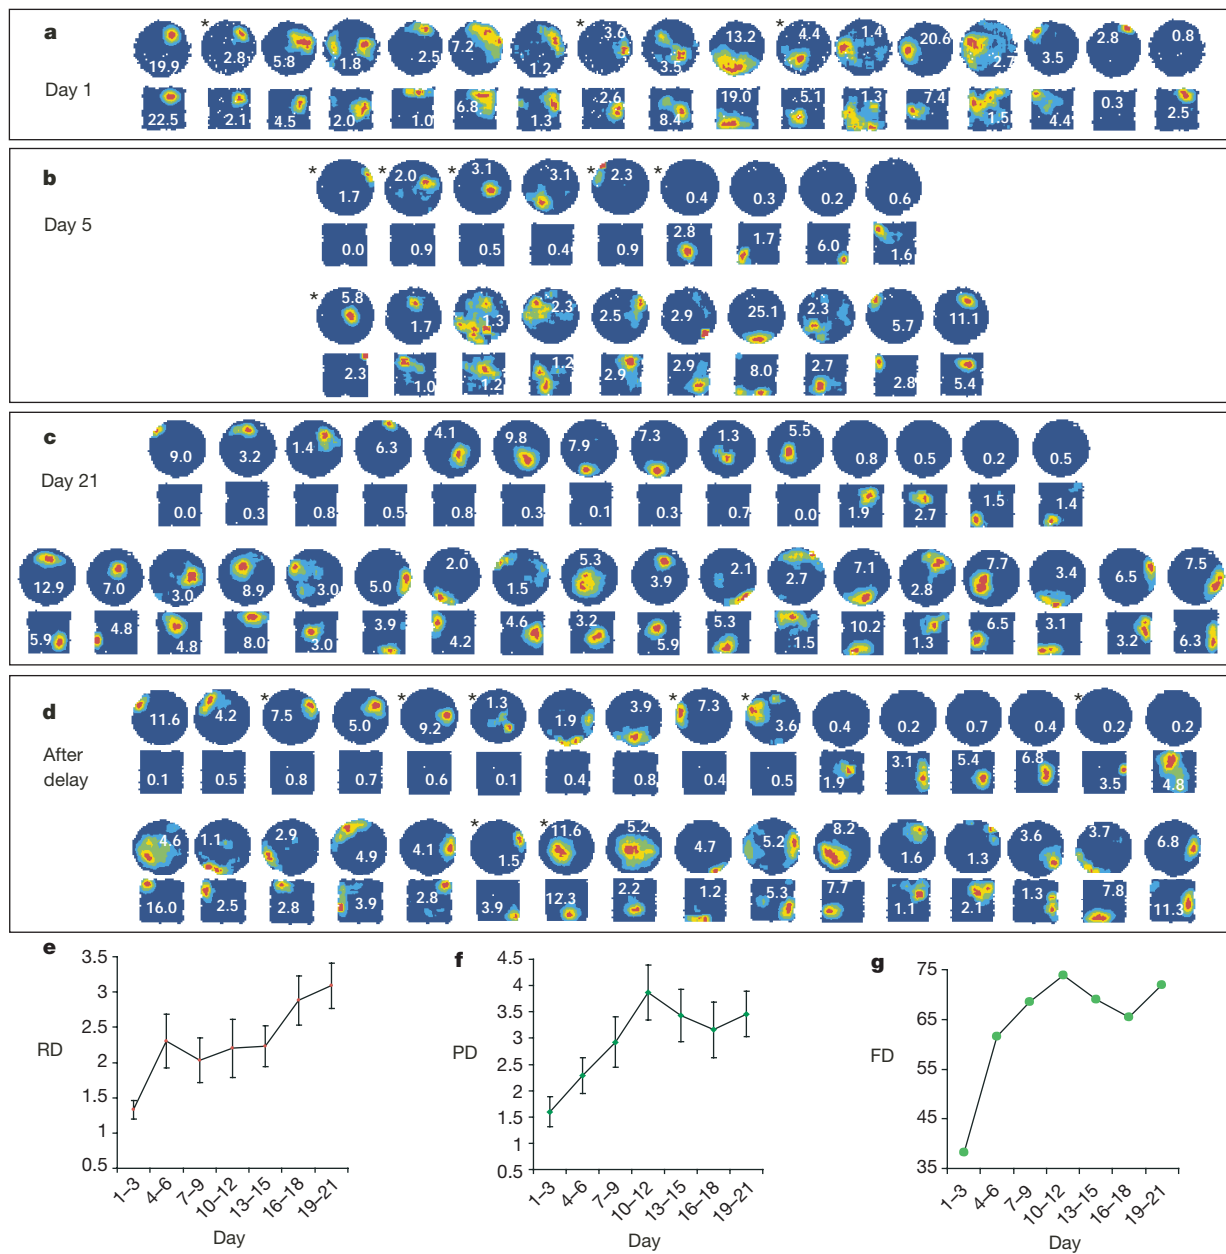 a
Day 1
* * *
19.9 2.8 5.8 1.8 2.5 7.2 1.2 3.6 3.5 13.2 4.4 1.4 20.6 2.7 3.5 2.8 0.8
22.5 2.1 4.5 2.0 1.0 6.8 1.3 2.6 8.4 19.0 5.1 1.3 7.4 1.5 4.4 0.3 2.5
b
Day 5
* * * * *
1.7 2.0 3.1 3.1 2.3 0.4 0.3 0.2 0.6
0.0 0.9 0.5 0.4 0.9 2.8 1.7 6.0 1.6
*
5.8 1.7 1.3 2.3 2.5 2.9 25.1 2.3 5.7 11.1
2.3 1.0 1.2 1.2 2.9 2.9 8.0 2.7 2.8 5.4
c
Day 21
9.0 3.2 1.4 6.3 4.1 9.8 7.9 7.3 1.3 5.5 0.8 0.5 0.2 0.5
0.0 0.3 0.8 0.5 0.8 0.3 0.1 0.3 0.7 0.0 1.9 2.7 1.5 1.4
12.9 7.0 3.0 8.9 3.0 5.0 2.0 1.5 5.3 3.9 2.1 2.7 7.1 2.8 7.7 3.4 6.5 7.5
5.9 4.8 4.8 8.0 3.0 3.9 4.2 4.6 3.2 5.9 5.3 1.5 10.2 1.3 6.5 3.1 3.2 6.3
d
After
delay
* * * * * *
11.6 4.2 7.5 5.0 9.2 1.3 1.9 3.9 7.3 3.6 0.4 0.2 0.7 0.4 0.2 0.2
0.1 0.5 0.8 0.7 0.6 0.1 0.4 0.8 0.4 0.5 1.9 3.1 5.4 6.8 3.5 4.8
* *
4.6 1.1 2.9 4.9 4.1 1.5 11.6 5.2 4.7 5.2 8.2 1.6 1.3 3.6 3.7 6.8
16.0 2.5 2.8 3.9 2.8 3.9 12.3 2.2 1.2 5.3 7.7 1.1 2.1 1.3 7.8 11.3
e
3.5
3
2.5
2
1.5
1
0.5
RD
1–3 4–6 7–9 10–12 13–15 16–18 19–21
Day
f
4.5
4
3.5
3
2.5
2
1.5
1
0.5
PD
1–3 4–6 7–9 10–12 13–15 16–18 19–21
Day
g
75
65
55
45
35
FD
1–3 4–6 7–9 10–12 13–15 16–18 19–21
Day